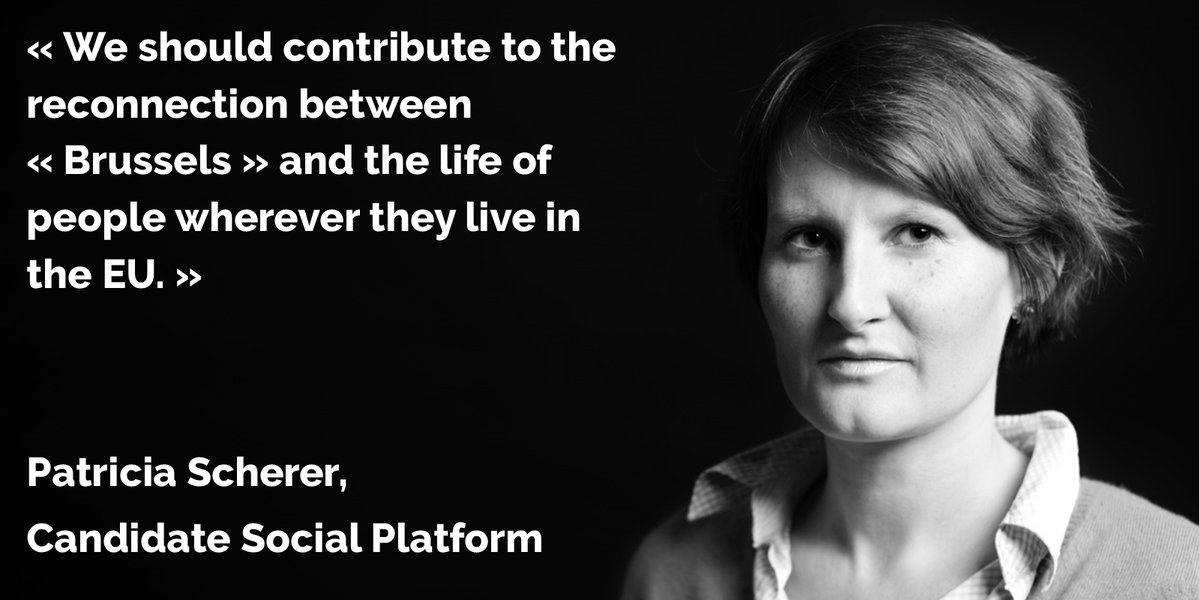 « We should contribute to the
reconnection between
« Brussels » and the life of
people wherever they live in
the EU. »
Patricia Scherer,
Candidate Social Platform